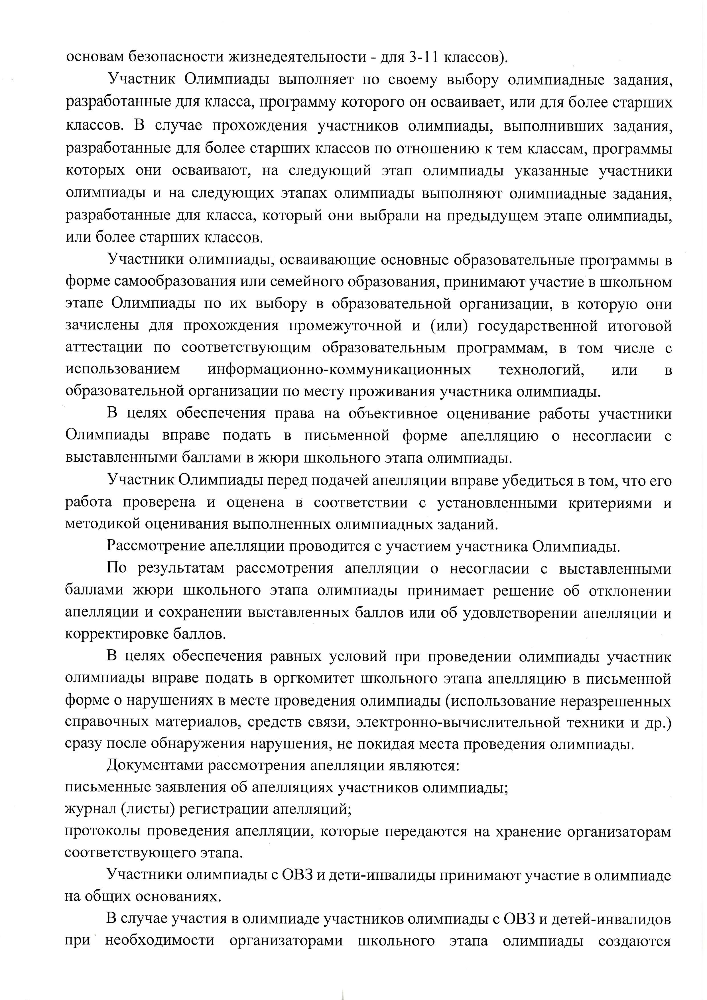 основам безопасности жизнедеятельности - для 3-11 классов).
Участник Олимпиады выполняет по своему выбору олимпиадные задания,
разработанные для класса, программу которого он осваивает, или для более старших
классов. В случае прохождения участников олимпиады, выполнивших задания,
разработанные для более старших классов по отношению к тем классам, программы
которых они осваивают, на следующий этап олимпиады указанные участники
олимпиады и на следующих этапах олимпиады выполняют олимпиадные задания,
разработанные для класса, который они выбрали на предыдущем этапе олимпиады,
или более старших классов.
Участники олимпиады, осваивающие основные образовательные программы в
форме самообразования или семейного образования, принимают участие в школьном
этапе Олимпиады по их выбору в образовательной организации, в которую они
зачислены для прохождения промежуточной и (или) государственной итоговой
аттестации по соответствующим образовательным программам, в том числе с
использованием информационно-коммуникационных технологий, или в
образовательной организации по месту проживания участника олимпиады.
В целях обеспечения права на объективное оценивание работы участники
Олимпиады вправе подать в письменной форме апелляцию о несогласии с
выставленными баллами в жюри школьного этапа олимпиады.
Участник Олимпиады перед подачей апелляции вправе убедиться в том, что его
работа проверена и оценена в соответствии с установленными критериями и
методикой оценивания выполненных олимпиадных заданий.
Рассмотрение апелляции проводится с участием участника Олимпиады.
По результатам рассмотрения апелляции о несогласии с выставленными
баллами жюри школьного этапа олимпиады принимает решение об отклонении
апелляции и сохранении выставленных баллов или об удовлетворении апелляции и
корректировке баллов.
В целях обеспечения равных условий при проведении олимпиады участник
олимпиады вправе подать в оргкомитет школьного этапа апелляцию в письменной
форме о нарушениях в месте проведения олимпиады (использование неразрешенных
справочных материалов, средств связи, электронно-вычислительной техники и др.)
сразу после обнаружения нарушения, не покидая места проведения олимпиады.
Документами рассмотрения апелляции являются:
письменные заявления об апелляциях участников олимпиады;
журнал (листы) регистрации апелляций;
протоколы проведения апелляции, которые передаются на хранение организаторам
соответствующего этапа.
Участники олимпиады с ОВЗ и дети-инвалиды принимают участие в олимпиаде
на общих основаниях.
В случае участия в олимпиаде участников олимпиады с ОВЗ и детей-инвалидов
при необходимости организаторами школьного этапа олимпиады создаются